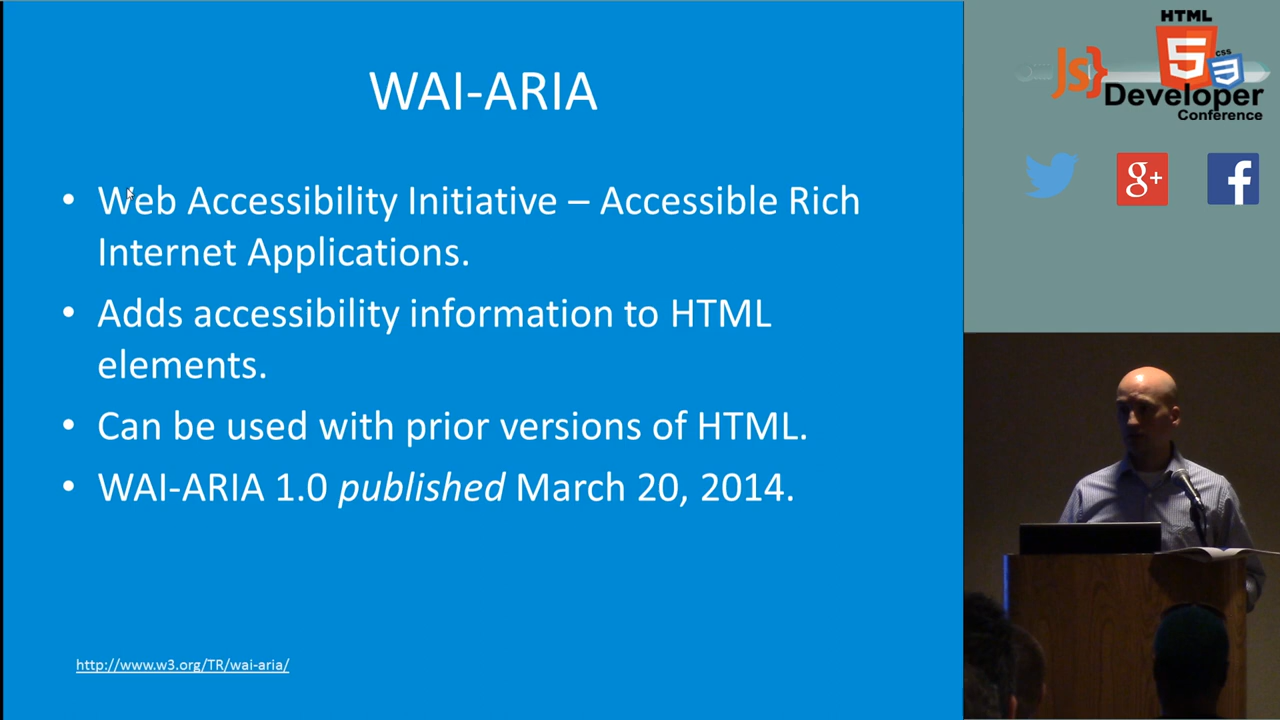 WAI-ARIA
• Web Accessibility Initiative – Accessible Rich
Internet Applications.
• Adds accessibility information to HTML
elements.
• Can be used with prior versions of HTML.
• WAI-ARIA 1.0 published March 20, 2014.
http://www.w3.org/TR/wai-aria/
HTML
5
css
3
JS}
Developer
Conference
g+
f